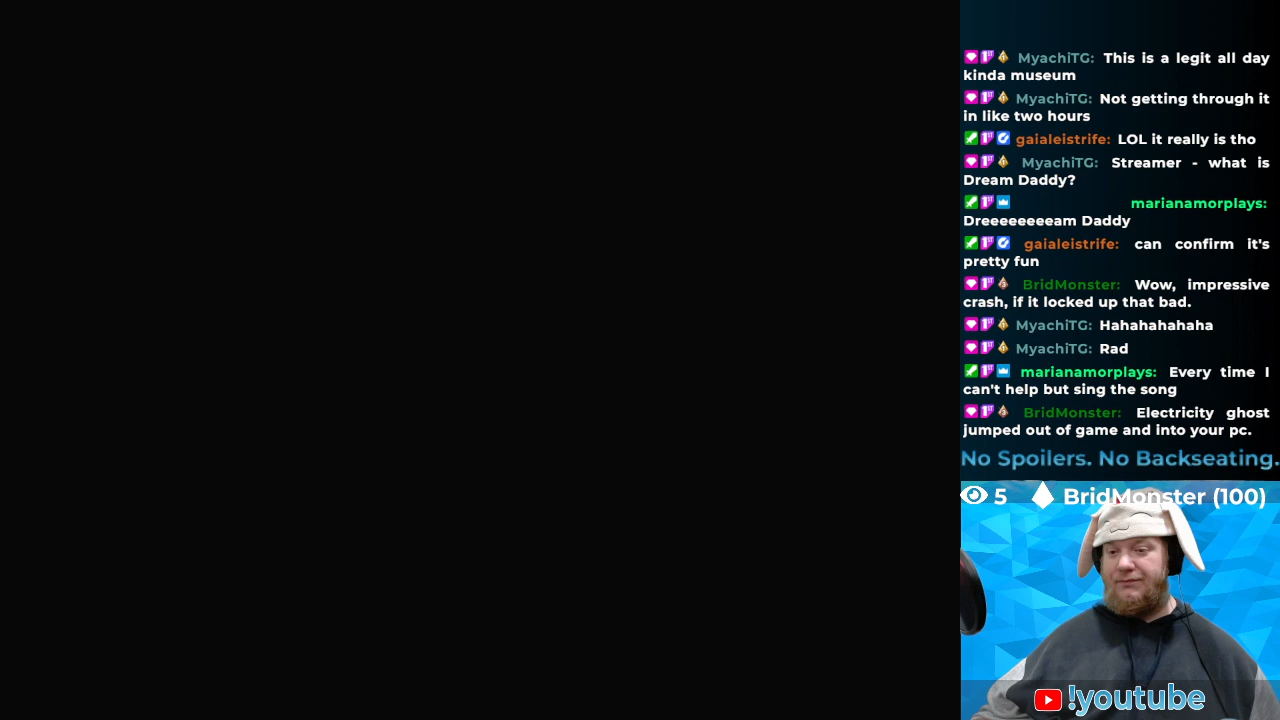 MyachiTG: This is a legit all day
kinda museum
MyachiTG: Not getting through it
in like two hours
gaialeistrife: LOL it really is tho
MyachiTG: Streamer - what is
Dream Daddy?
marianamorplays:
Dreeeeeeeeam Daddy
gaialeistrife: can confirm it's
pretty fun
BridMonster: Wow, impressive
crash, if it locked up that bad.
MyachiTG: Hahahahahaha
MyachiTG: Rad
marianamorplays: Every time I
can't help but sing the song
BridMonster: Electricity ghost
jumped out of game and into your pc.
No Spoilers. No Backseating.
5 BridMonster (100)
!youtube